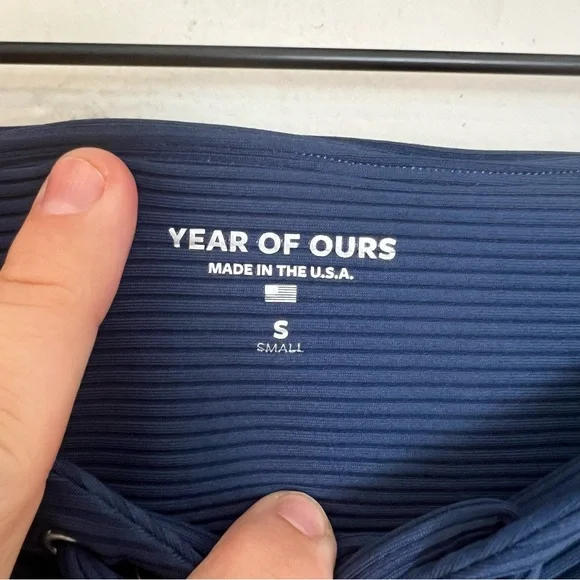 YEAR OF OURS
MADE IN THE U.S.A.
S
SMALL